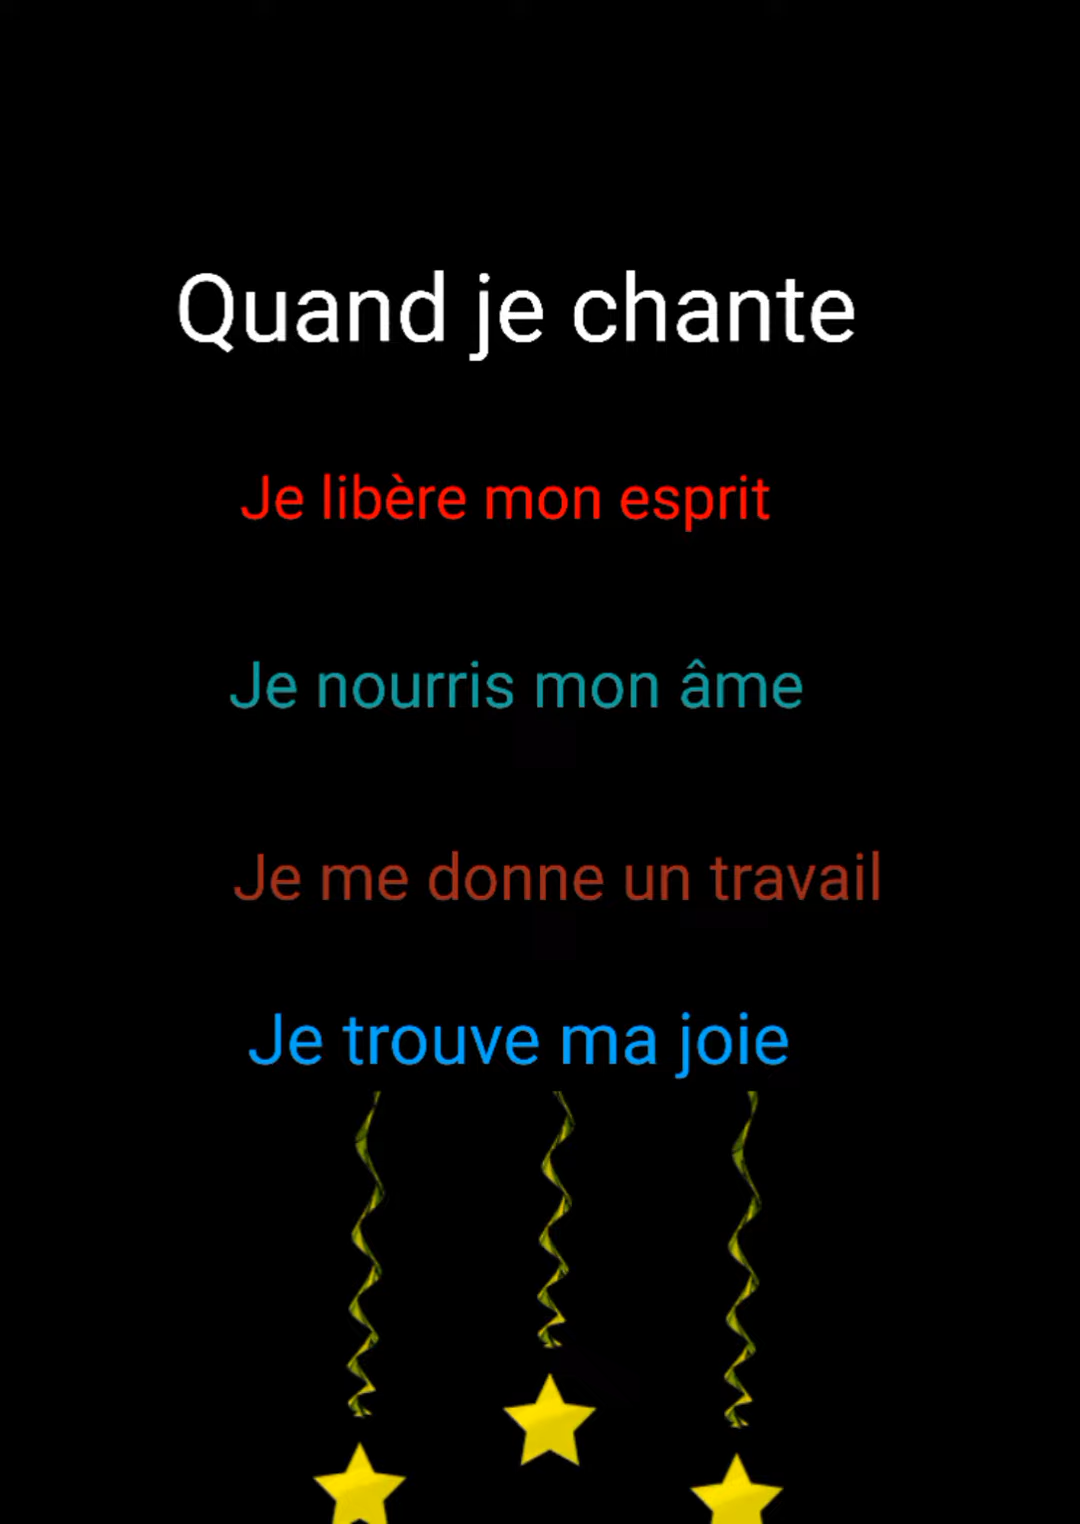 Quand je chante
Je libère mon esprit
Je nourris mon âme
Je me donne un travail
Je trouve ma joie